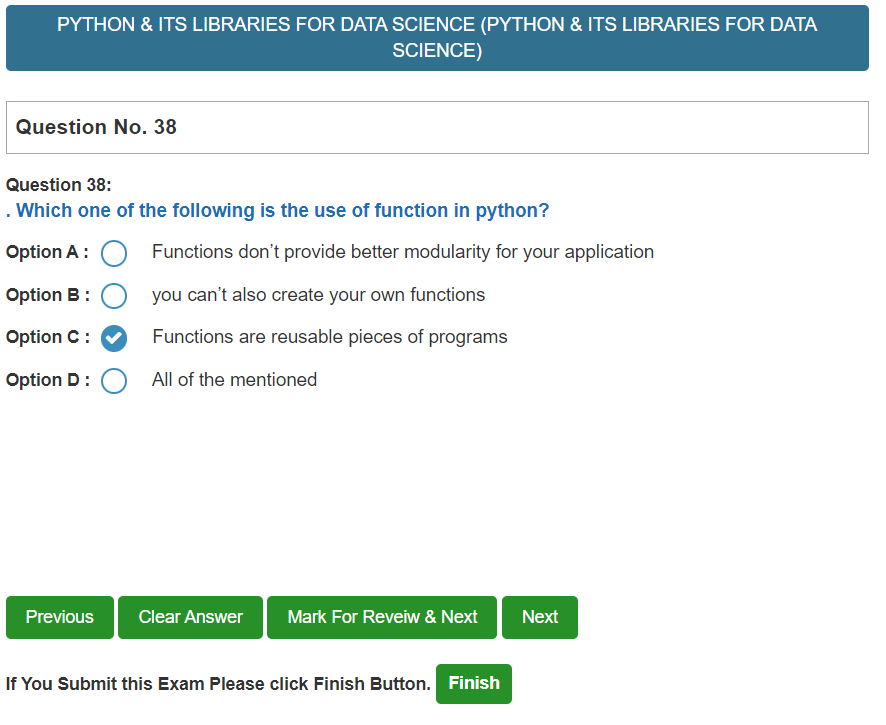 PYTHON & ITS LIBRARIES FOR DATA SCIENCE (PYTHON & ITS LIBRARIES FOR DATA
SCIENCE)
Question No. 38
Question 38:
. Which one of the following is the use of function in python?
Option A : Functions don’t provide better modularity for your application
Option B : you can’t also create your own functions
Option C : Functions are reusable pieces of programs
Option D : All of the mentioned
Previous Clear Answer Mark For Reveiw & Next Next
If You Submit this Exam Please click Finish Button. Finish